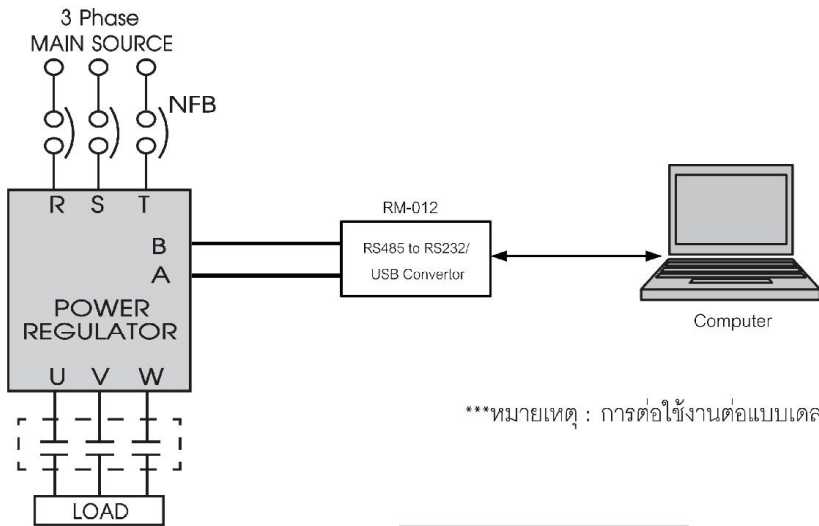 3 Phase
MAIN SOURCE
NFB
R S T
B
A
POWER
REGULATOR
U V W
LOAD
RM-012
RS485 to RS232/
USB Convertor
Computer
***หมายเหตุ : การต่อใช้งานต่อแบบเดล